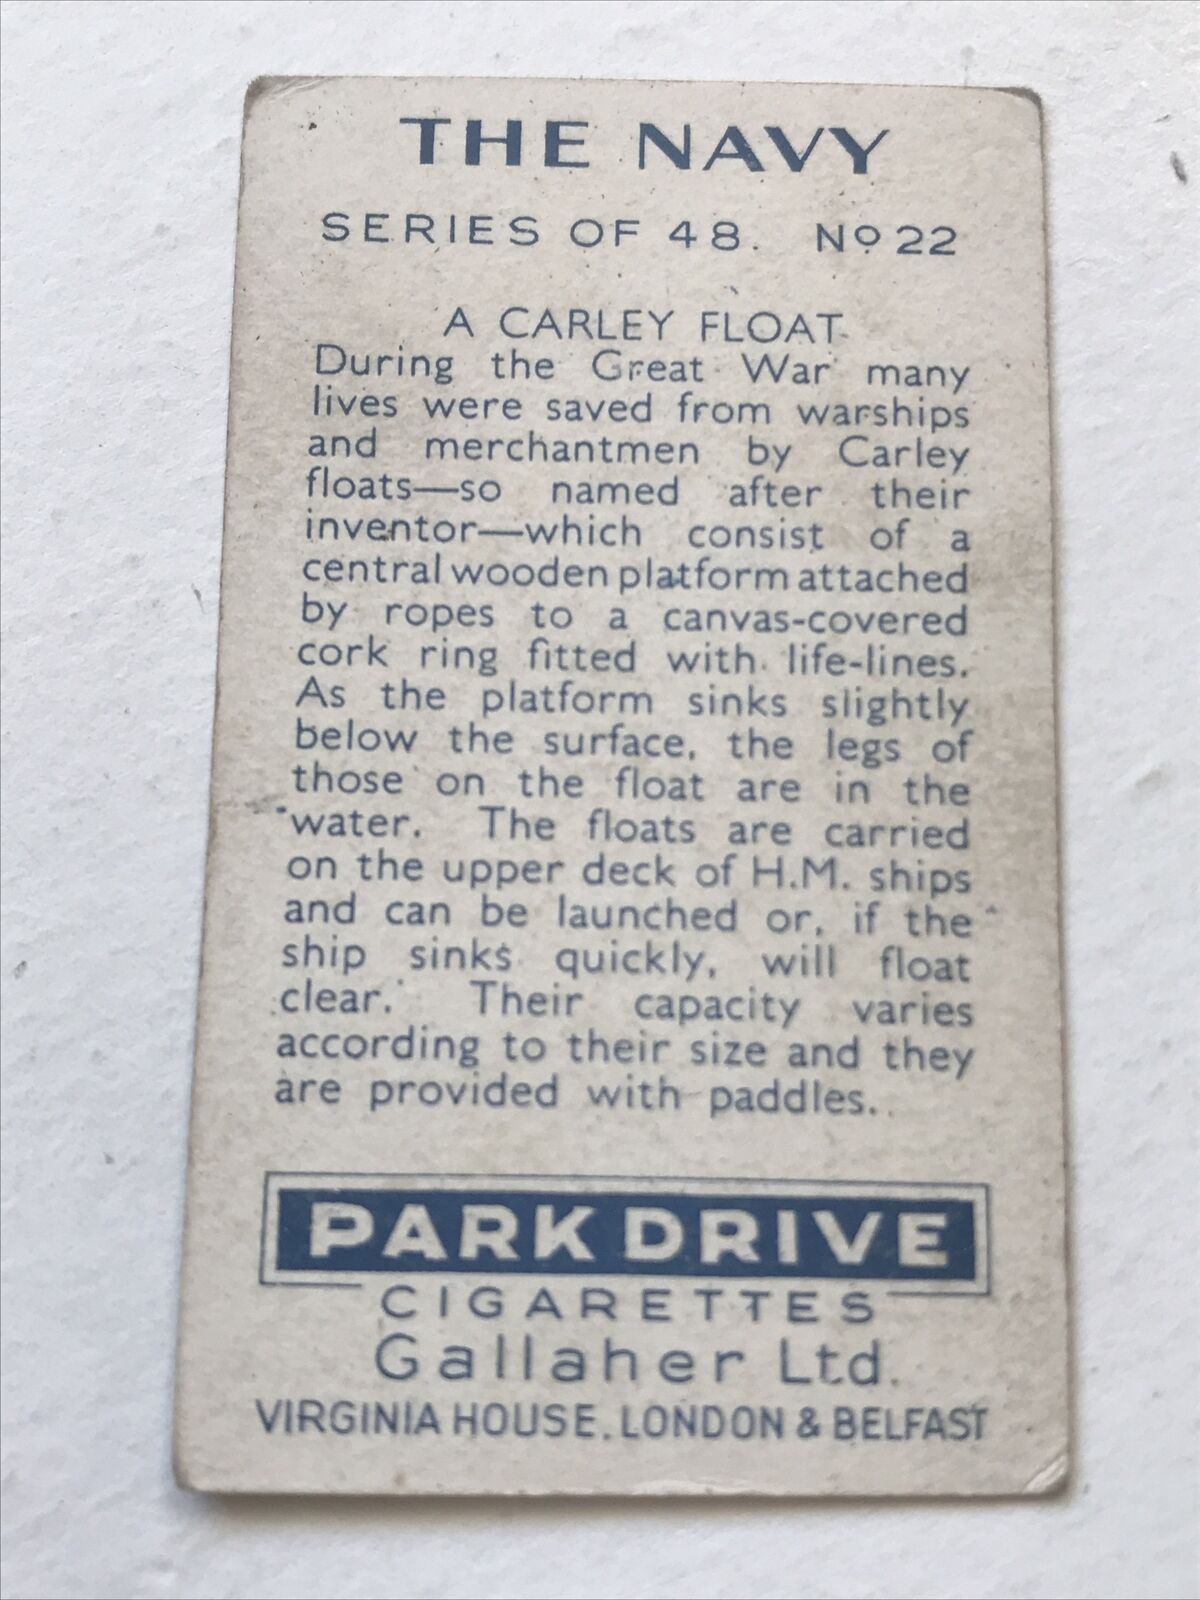 THE NAVY
SERIES OF 48. Nº 22
A CARLEY FLOAT
During the Great War many
lives were saved from warships
and merchantmen by Carley
floats—so named after their
inventor—which consist of a
central wooden platform attached
by ropes to a canvas-covered
cork ring fitted with life-lines.
As the platform sinks slightly
below the surface, the legs of
those on the float are in the
water. The floats are carried
on the upper deck of H.M. ships
and can be launched or, if the
ship sinks quickly, will float
clear. Their capacity varies
according to their size and they
are provided with paddles.
PARK DRIVE
CIGARETTES
Gallaher Ltd.
VIRGINIA HOUSE, LONDON & BELFAST